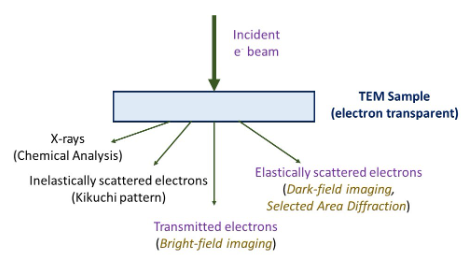 Incident
e⁻ beam
TEM Sample
(electron transparent)
X-rays
(Chemical Analysis)
Inelastically scattered electrons
(Kikuchi pattern)
Transmitted electrons
(Bright-field imaging)
Elastically scattered electrons
(Dark-field imaging,
Selected Area Diffraction)